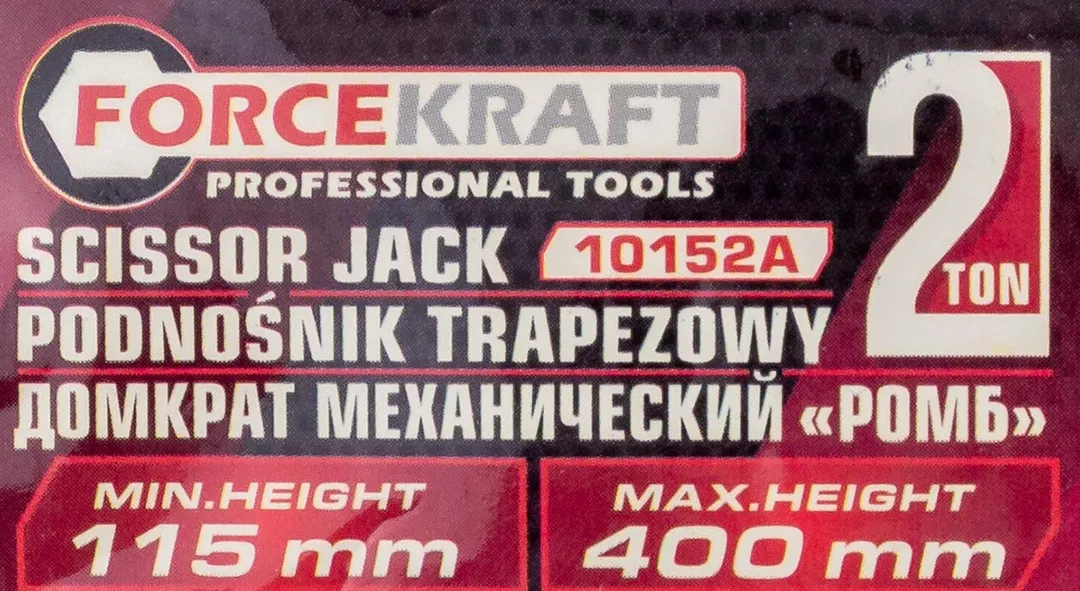 FORCEKRAFT
PROFESSIONAL TOOLS
2 TON
SCISSOR JACK 10152A
PODNOŚNIK TRAPEZOWY
ДОМКРАТ МЕХАНИЧЕСКИЙ «РОМБ»
MIN.HEIGHT
115 mm
MAX.HEIGHT
400 mm